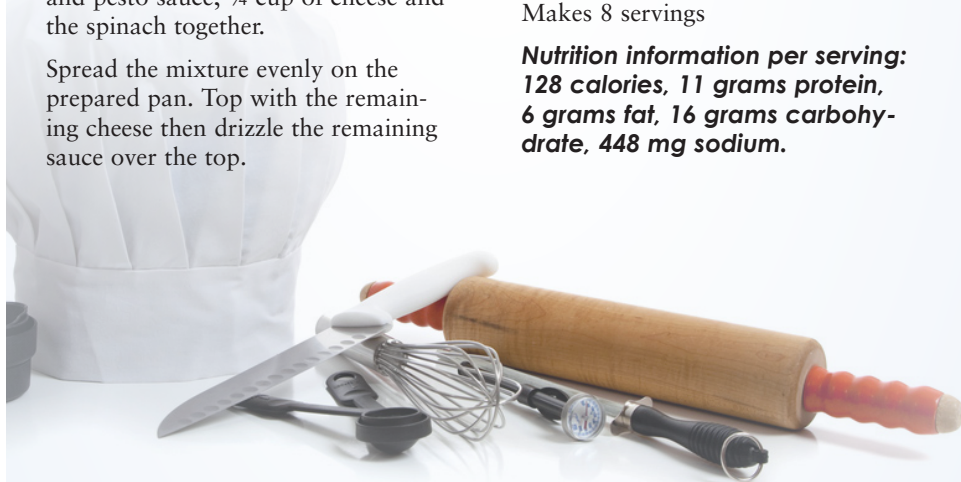 and pesto sauce, ¾ cup of cheese and
the spinach together.
Spread the mixture evenly on the
prepared pan. Top with the remain-
ing cheese then drizzle the remaining
sauce over the top.
Makes 8 servings
Nutrition information per serving:
128 calories, 11 grams protein,
6 grams fat, 16 grams carbohy-
drate, 448 mg sodium.